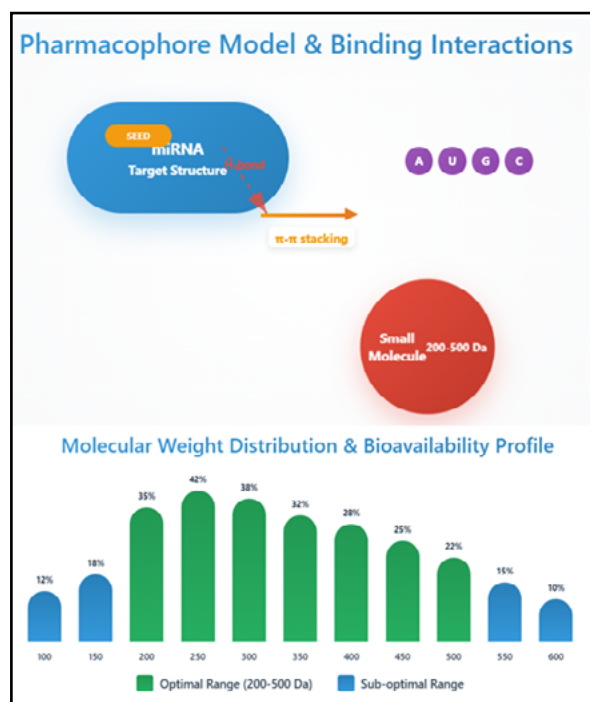 Pharmacophore Model & Binding Interactions
SEED
miRNA
Target Structure
H-bond
A U G C
π-π stacking
Small
Molecule
200-500 Da
Molecular Weight Distribution & Bioavailability Profile
12% 18% 35% 42% 38% 32% 28% 25% 22% 15% 10%
100 150 200 250 300 350 400 450 500 550 600
Optimal Range (200-500 Da) Sub-optimal Range